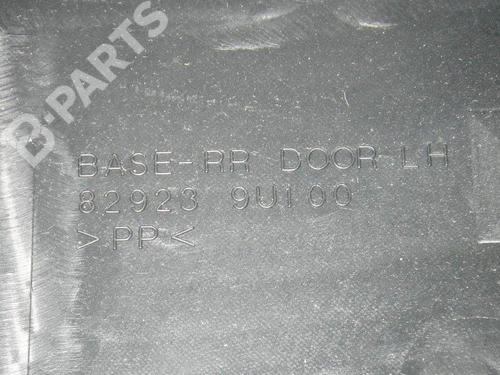 B-PARTS
BASE-RR DOOR LH
82923 9U100
>PP<